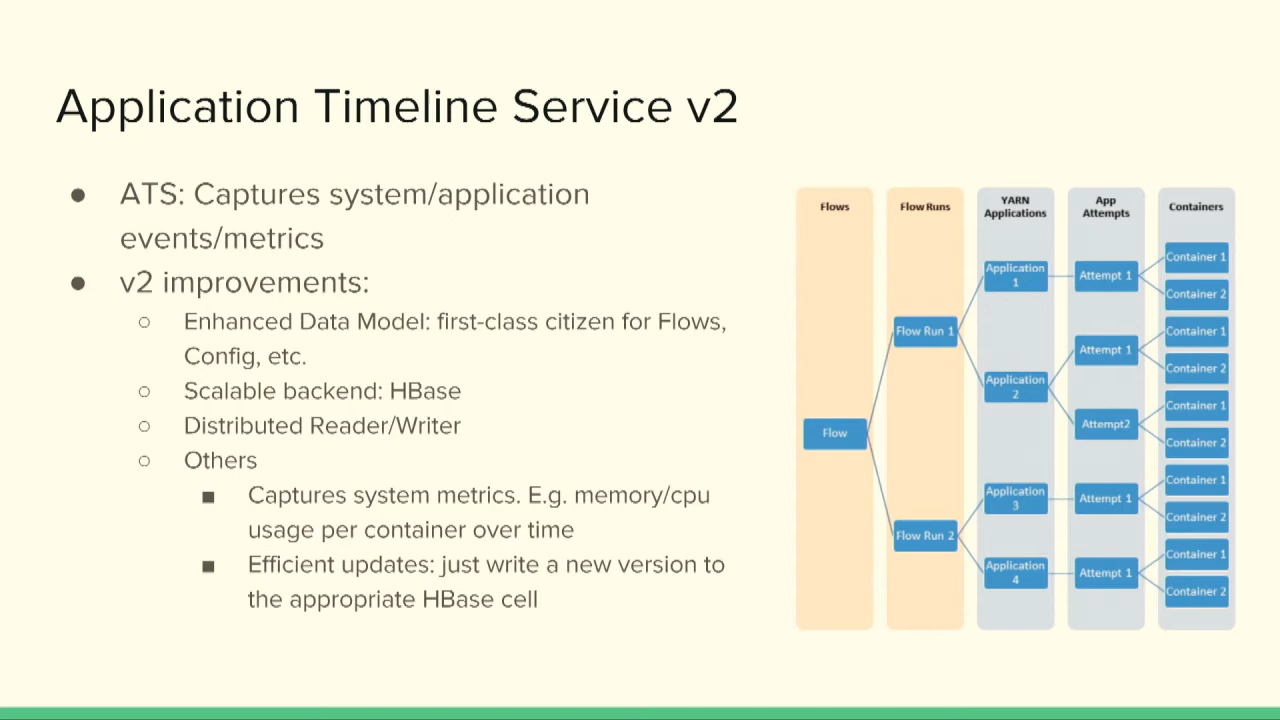 Application Timeline Service v2
● ATS: Captures system/application
events/metrics
● v2 improvements:
○ Enhanced Data Model: first-class citizen for Flows,
Config, etc.
○ Scalable backend: HBase
○ Distributed Reader/Writer
○ Others
■ Captures system metrics. E.g. memory/cpu
usage per container over time
■ Efficient updates: just write a new version to
the appropriate HBase cell
Flows
Flow Runs
YARN
Applications
App
Attempts
Containers
Flow
Flow Run 1
Flow Run 2
Application
1
Application
2
Application
3
Application
4
Attempt 1
Attempt 1
Attempt2
Attempt 1
Attempt 1
Container 1
Container 2
Container 1
Container 2
Container 1
Container 2
Container 1
Container 2
Container 1
Container 2